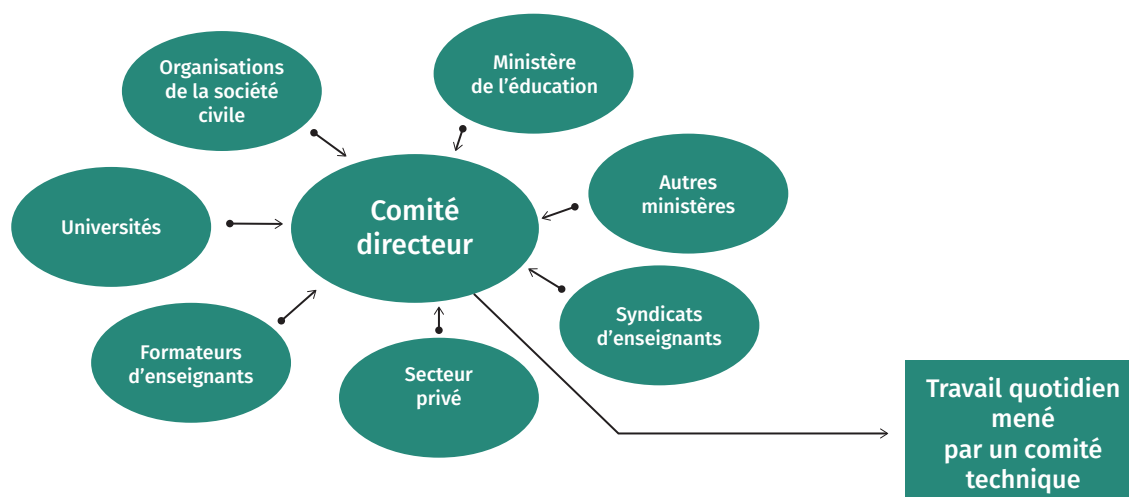 Organisations
de la société
civile
Ministère
de l’éducation
Universités
Comité
directeur
Autres
ministères
Formateurs
d’enseignants
Secteur
privé
Syndicats
d’enseignants
Travail quotidien
mené
par un comité
technique